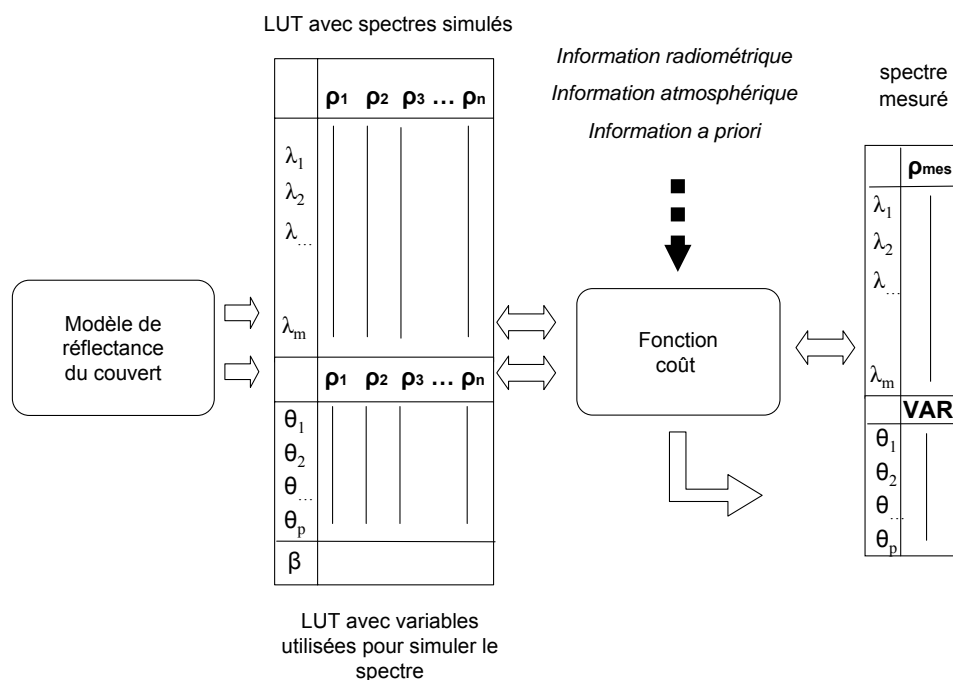 LUT avec spectres simulés
ρ1 ρ2 ρ3 ... ρn
λ1
λ2
λ...
λm
ρ1 ρ2 ρ3 ... ρn
θ1
θ2
θ...
θp
β
LUT avec variables
utilisées pour simuler le
spectre
Modèle de
réflectance
du couvert
Information radiométrique
Information atmosphérique
Information a priori
Fonction
coût
spectre
mesuré
ρmes
λ1
λ2
λ...
λm
VAR
θ1
θ2
θ...
θp